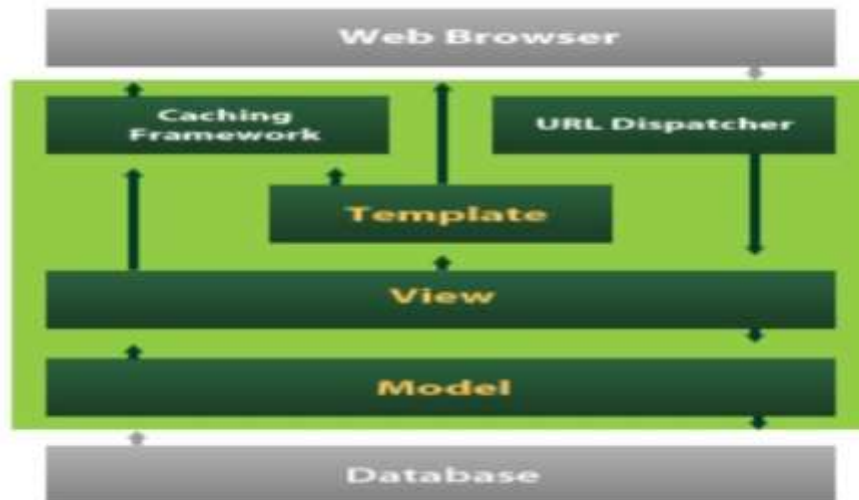 Web Browser
Caching
Framework
URL Dispatcher
Template
View
Model
Database